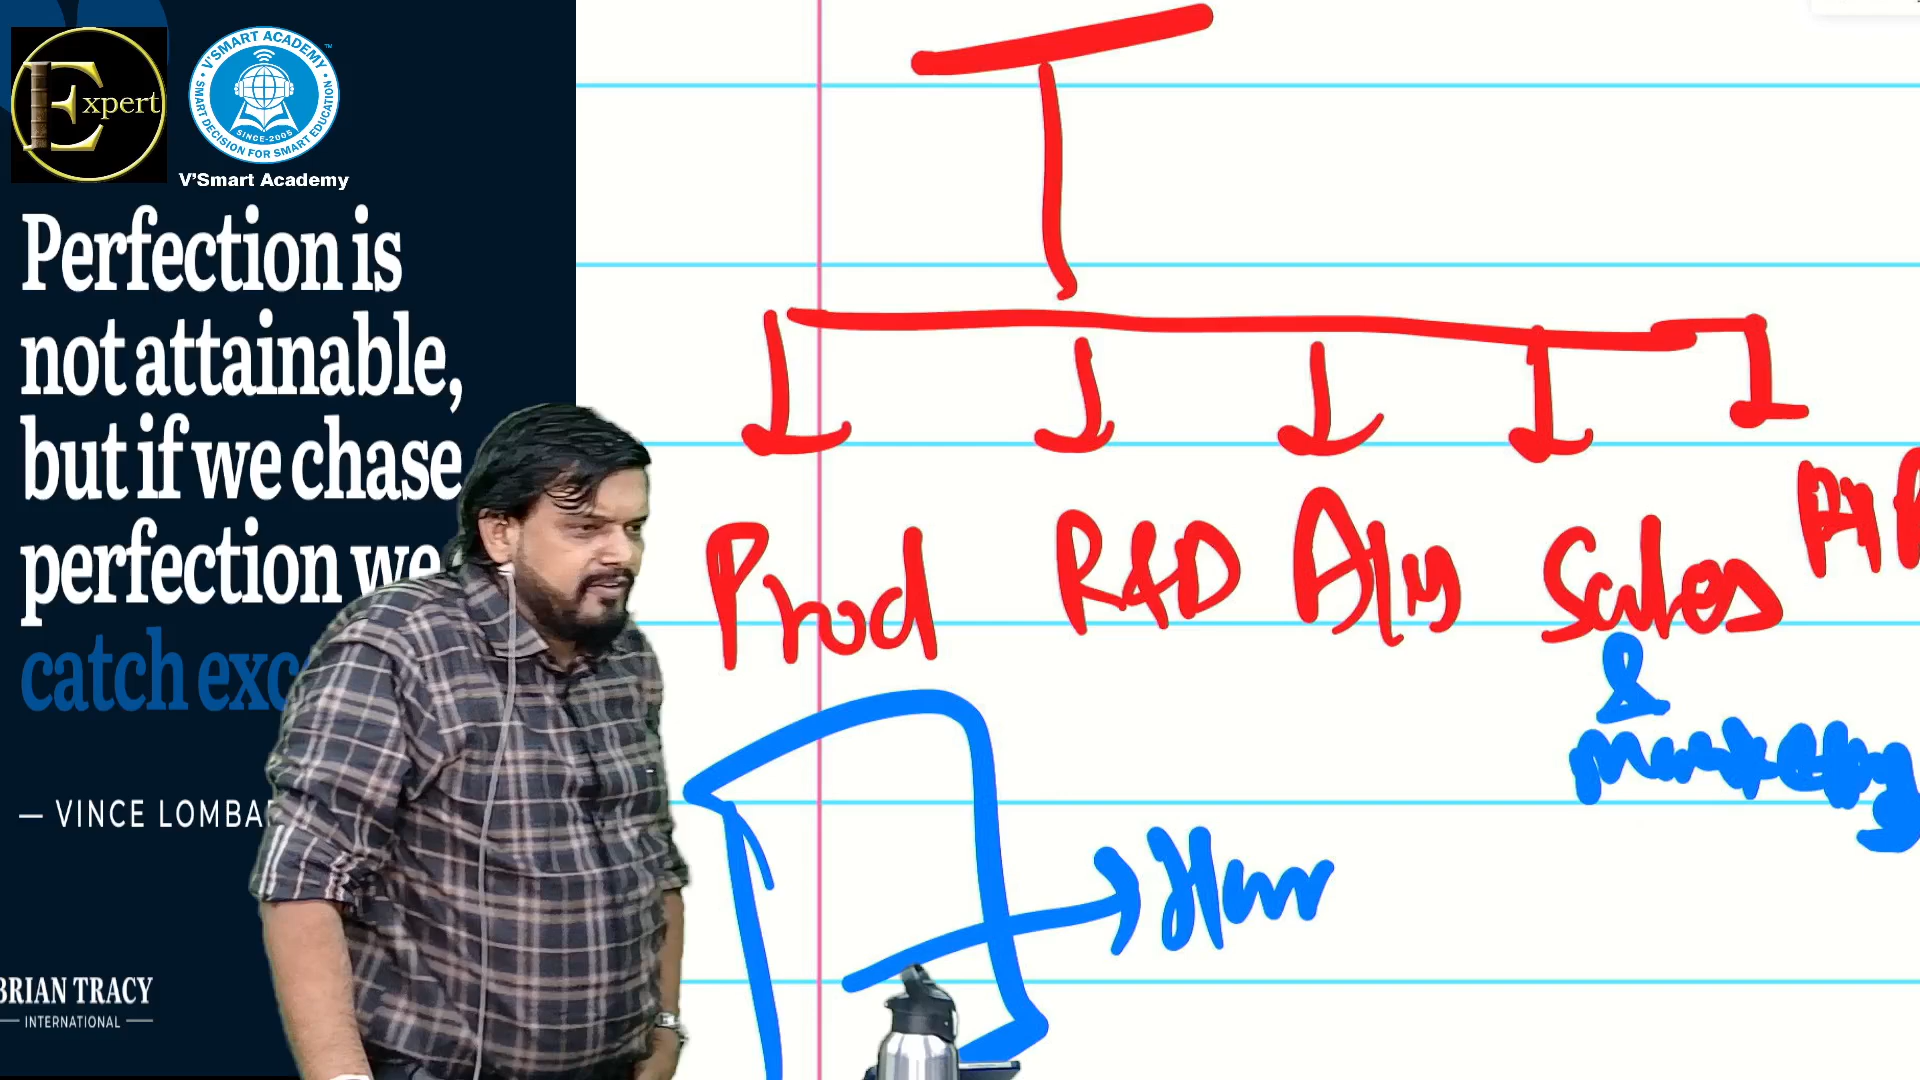 Expert
V'SMART ACADEMY
TM
SINCE-2005
SMART DECISION FOR SMART EDUCATION
V'Smart Academy
Perfection is
not attainable,
but if we chase
perfection we
catch exc
— VINCE LOMBA
BRIAN TRACY
INTERNATIONAL
Prod R&D Sales
&